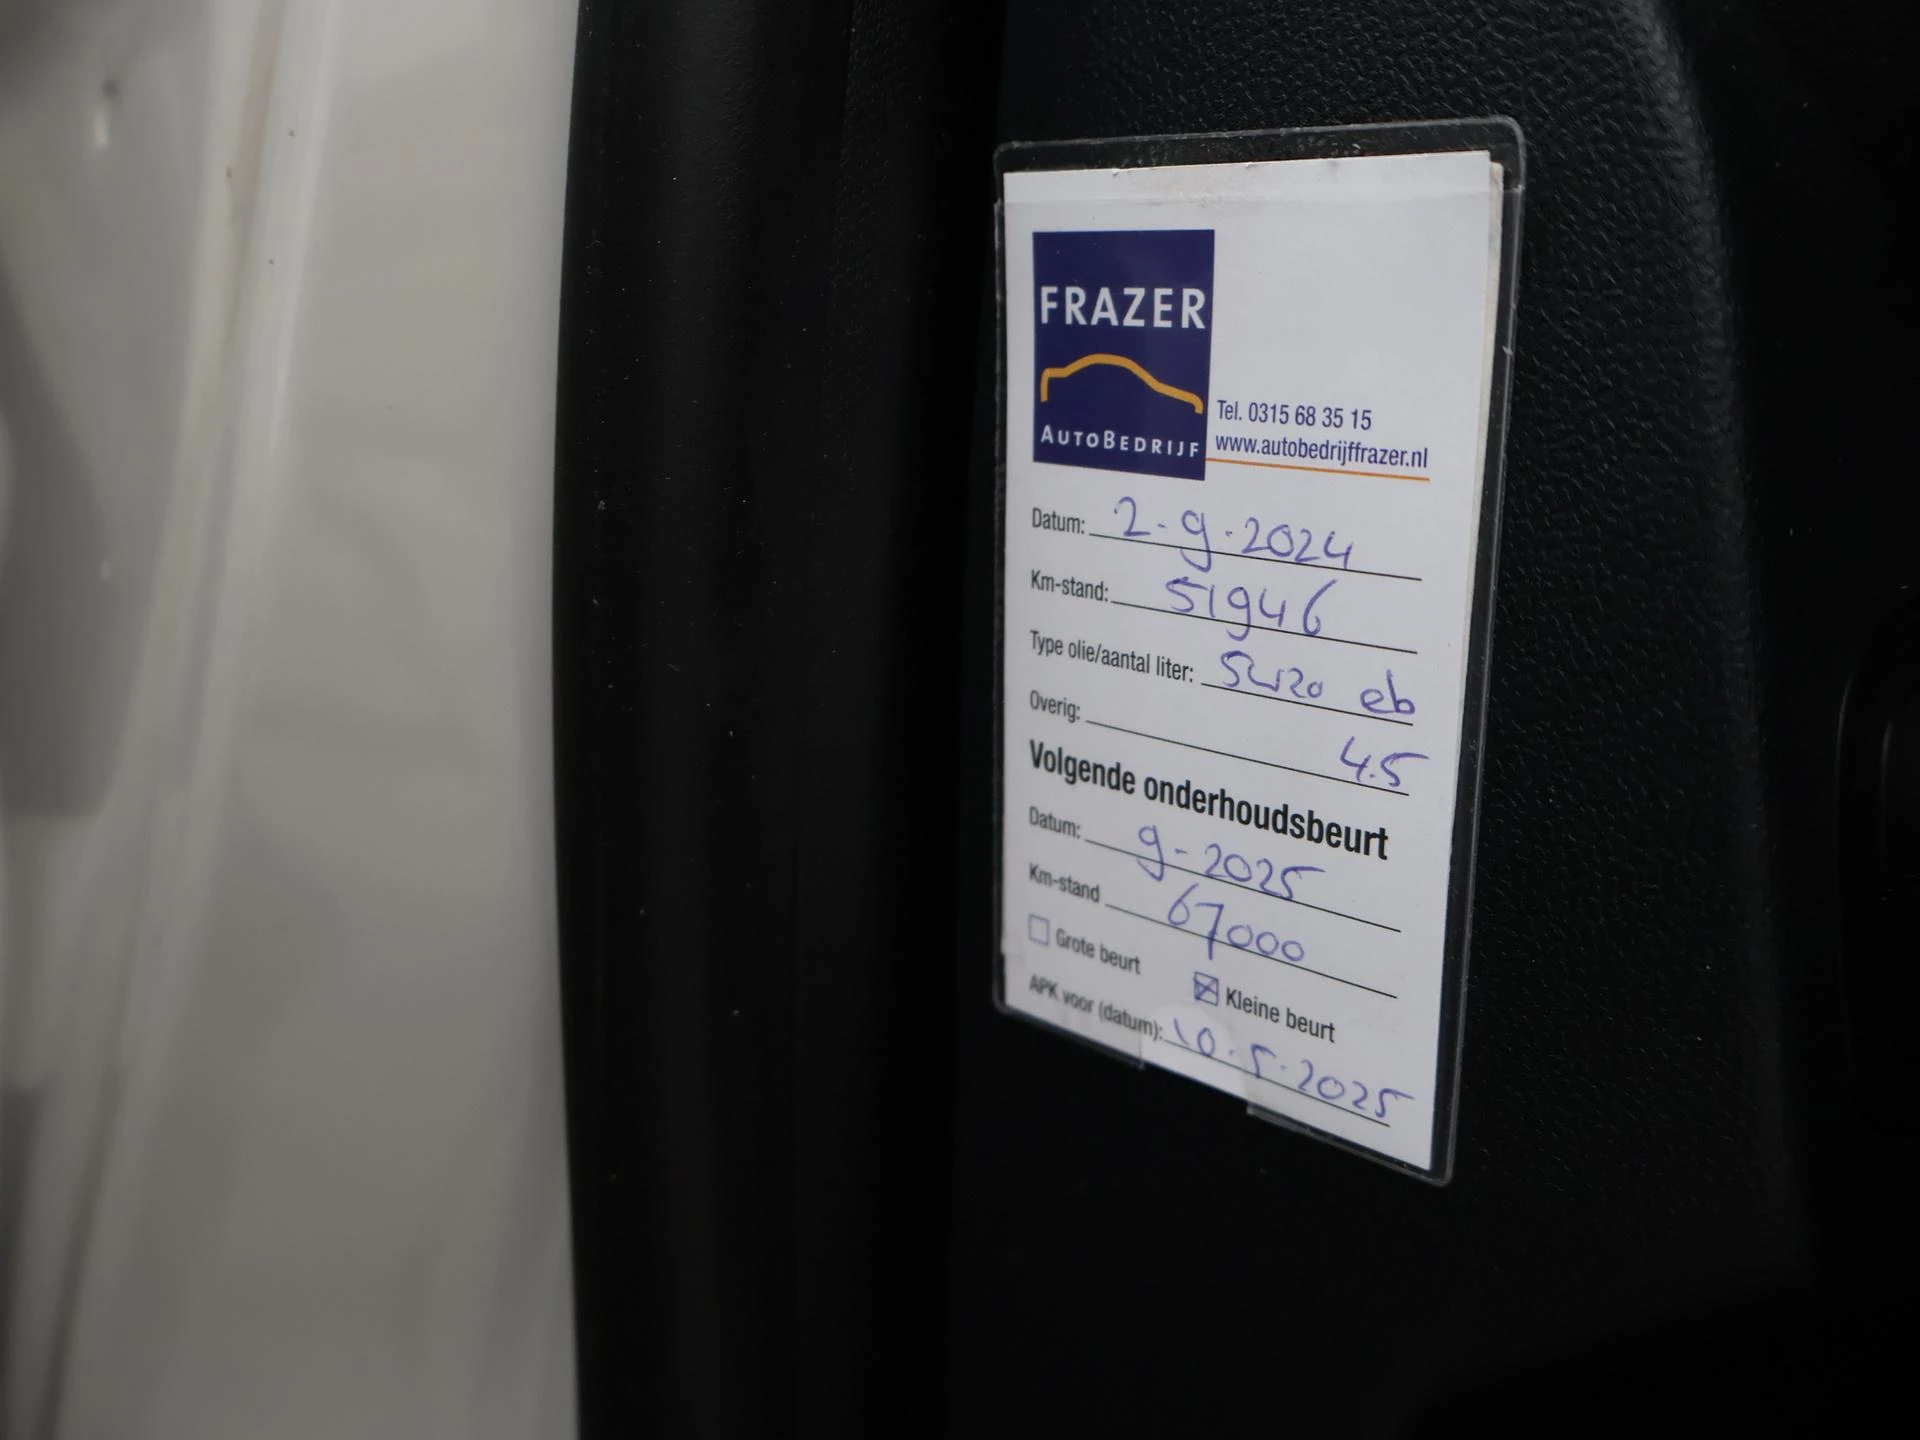 FRAZER
AUTOBEDRIJF
Tel. 0315 68 35 15
www.autobedrijffrazer.nl
Datum: 2-9-2024
Km-stand: 51946
Type olie/aantal liter: 5w20 eb
Overig: 4.5
Volgende onderhoudsbeurt
Datum: 9-2025
Km-stand 67000
Grote beurt Kleine beurt
APK voor (datum): 10-5-2025